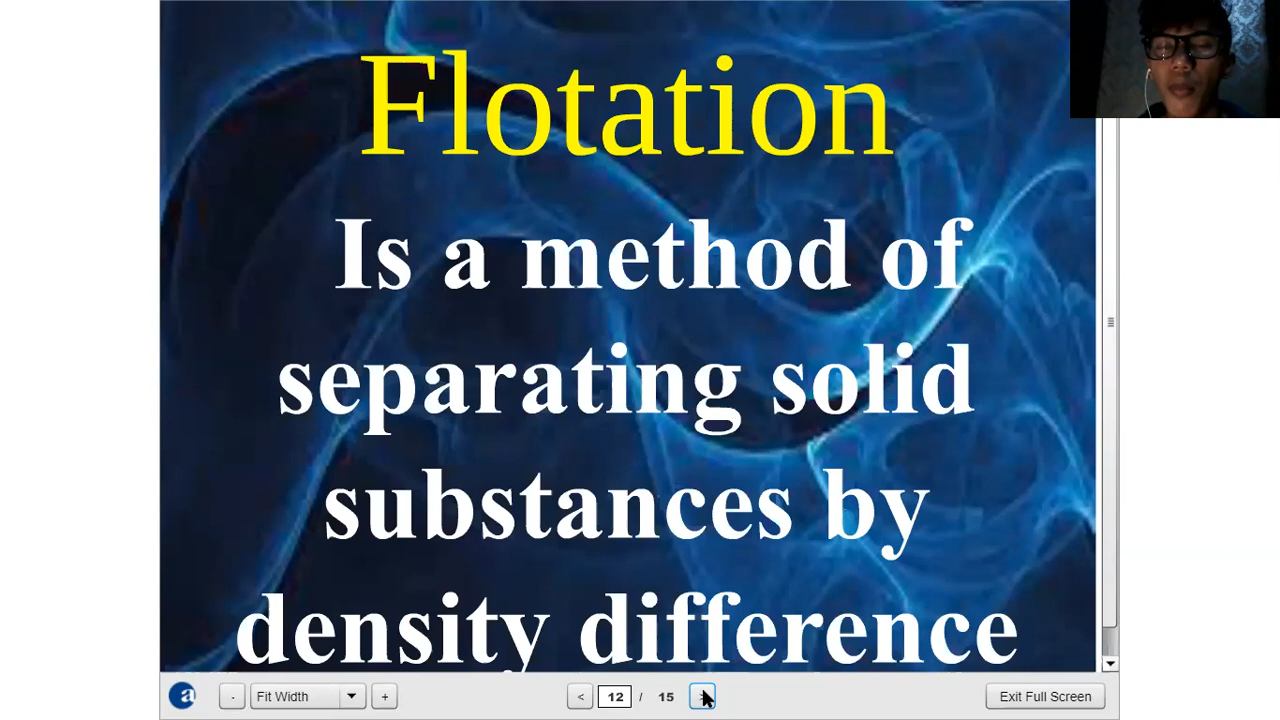 Flotation
Is a method of
separating solid
substances by
density difference
a - Fit Width + < 12 / 15 Exit Full Screen